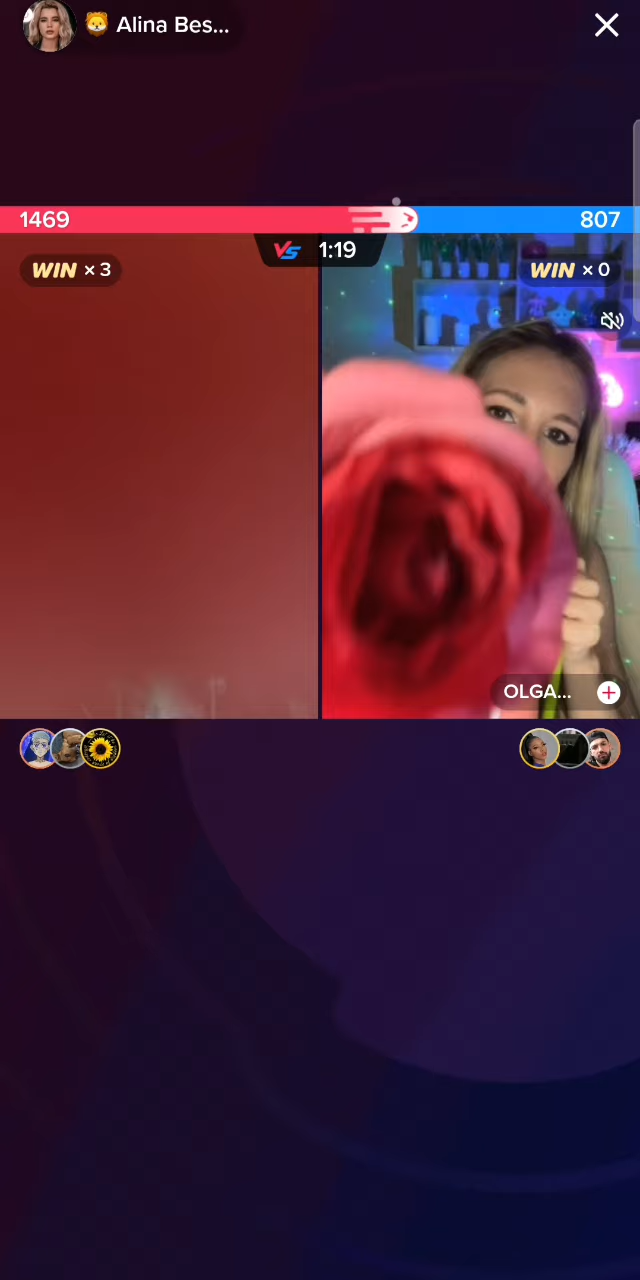 🦁 Alina Bes...
1469
807
VS 1:19
WIN × 3
WIN × 0
OLGA...